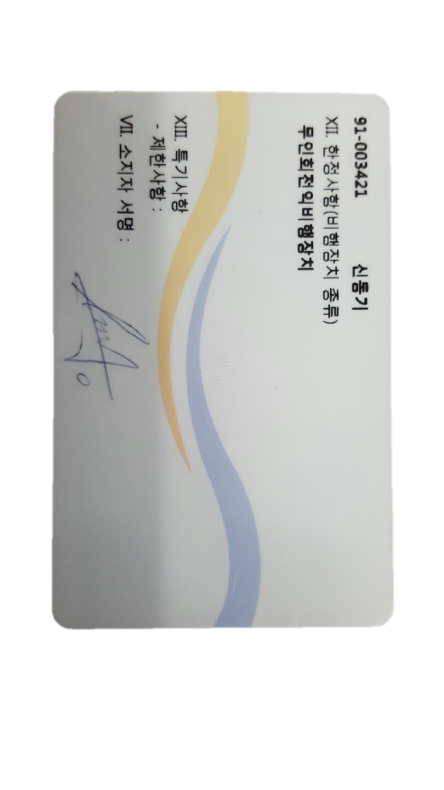 91-003421 신통기
XII. 한정사항(비행장치 종류)
무인회전익비행장치
XIII. 특기사항
- 제한사항 :
VII. 소지자 서명 :